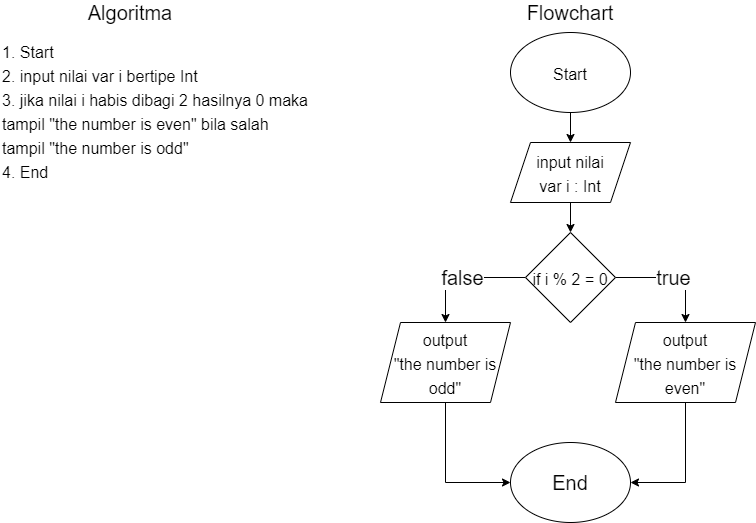 Algoritma
1. Start
2. input nilai var i bertipe Int
3. jika nilai i habis dibagi 2 hasilnya 0 maka
tampil "the number is even" bila salah
tampil "the number is odd"
4. End
Flowchart
Start
input nilai
var i : Int
if i % 2 = 0
false
true
output
"the number is
odd"
output
"the number is
even"
End